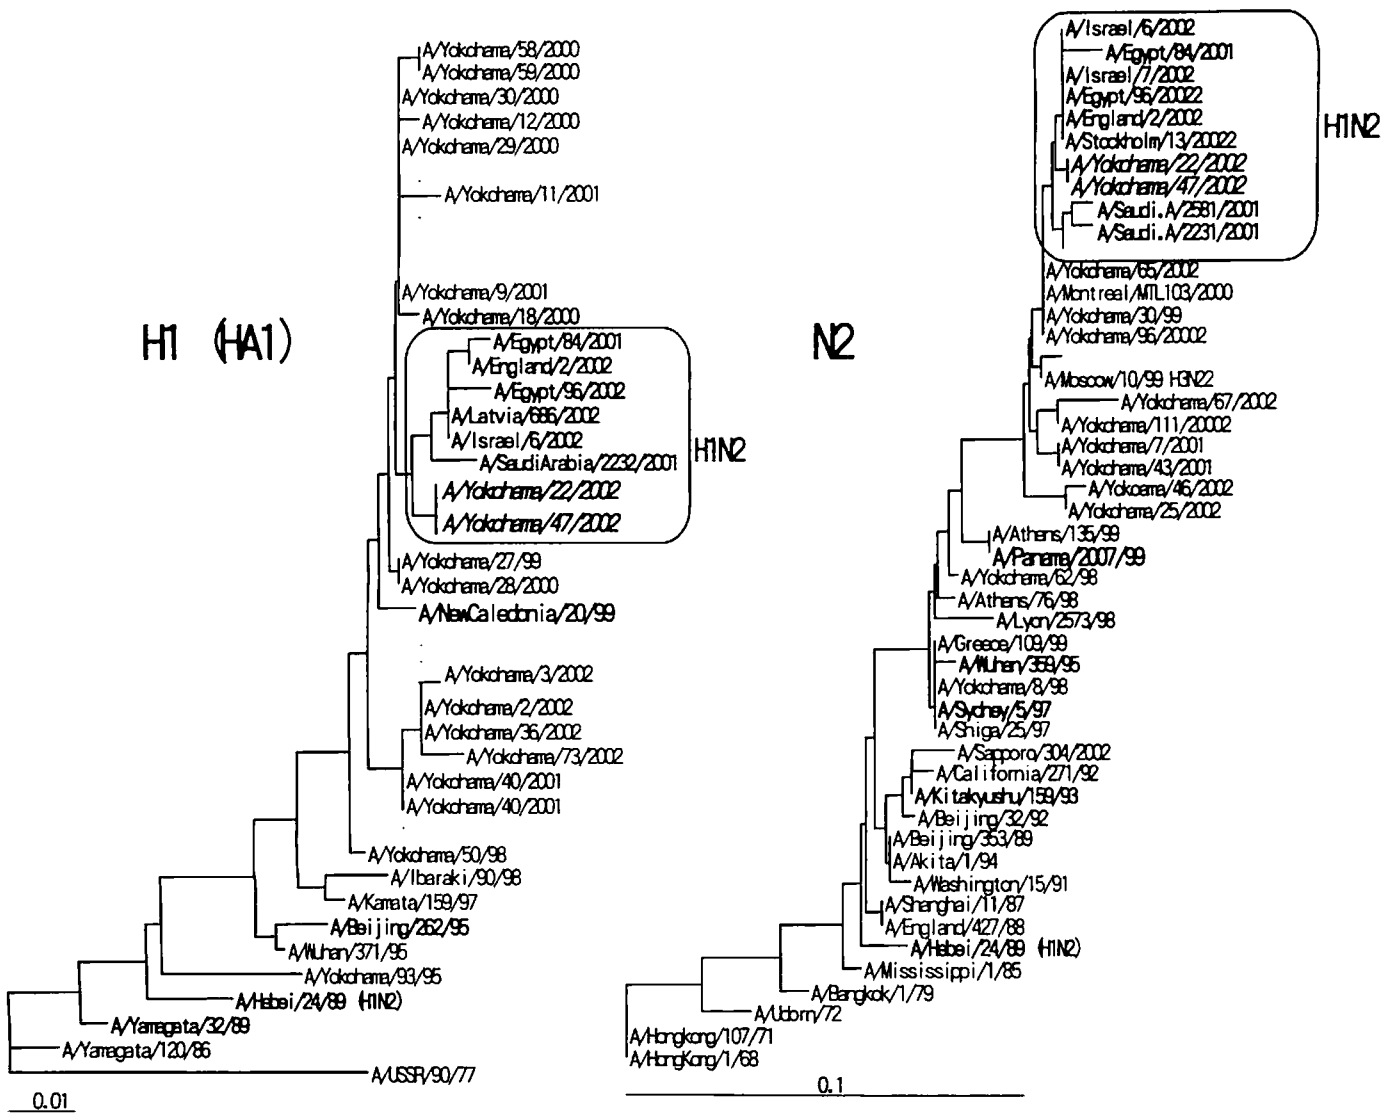 A/Yokohama/58/2000
A/Yokohama/59/2000
A/Yokohama/30/2000
A/Yokohama/12/2000
A/Yokohama/29/2000
A/Yokohama/11/2001
A/Yokohama/9/2001
A/Yokohama/18/2000
H1 (HA1)
A/Egypt/84/2001
A/England/2/2002
A/Egypt/96/2002
A/Latvia/686/2002
A/Israel/6/2002
A/SaudiArabia/2232/2001
A/Yokohama/22/2002
A/Yokohama/47/2002
H1N2
A/Yokohama/27/99
A/Yokohama/28/2000
A/NewCaledonia/20/99
A/Yokohama/3/2002
A/Yokohama/2/2002
A/Yokohama/36/2002
A/Yokohama/73/2002
A/Yokohama/40/2001
A/Yokohama/40/2001
A/Yokohama/50/98
A/Ibaraki/90/98
A/Kamata/159/97
A/Beijing/262/95
A/Wuhan/371/95
A/Yokohama/93/95
A/Hebei/24/89 (H1N2)
A/Yamagata/32/89
A/Yamagata/120/86
A/USSR/90/77
0.01
A/Israel/6/2002
A/Egypt/84/2001
A/Israel/7/2002
A/Egypt/96/20022
A/England/2/2002
A/Stockholm/13/20022
A/Yokohama/22/2002
A/Yokohama/47/2002
A/Saudi.A/2581/2001
A/Saudi.A/2231/2001
H1N2
A/Yokohama/65/2002
A/Montreal/MTL103/2000
A/Yokohama/30/99
A/Yokohama/96/20002
N2
A/Moscow/10/99 H3N22
A/Yokohama/67/2002
A/Yokohama/111/20002
A/Yokohama/7/2001
A/Yokohama/43/2001
A/Yokoama/46/2002
A/Yokohama/25/2002
A/Athens/135/99
A/Panama/2007/99
A/Yokohama/62/98
A/Athens/76/98
A/Lyon/2573/98
A/Greece/109/99
A/Wuhan/359/95
A/Yokohama/8/98
A/Sydney/5/97
A/Shiga/25/97
A/Sapporo/304/2002
A/California/271/92
A/Kitakyushu/159/93
A/Beijing/32/92
A/Beijing/353/89
A/Akita/1/94
A/Washington/15/91
A/Shanghai/11/87
A/England/427/88
A/Hebei/24/89 (H1N2)
A/Mississippi/1/85
A/Bangkok/1/79
A/Udorn/72
A/Hongkong/107/71
A/HongKong/1/68
0.1